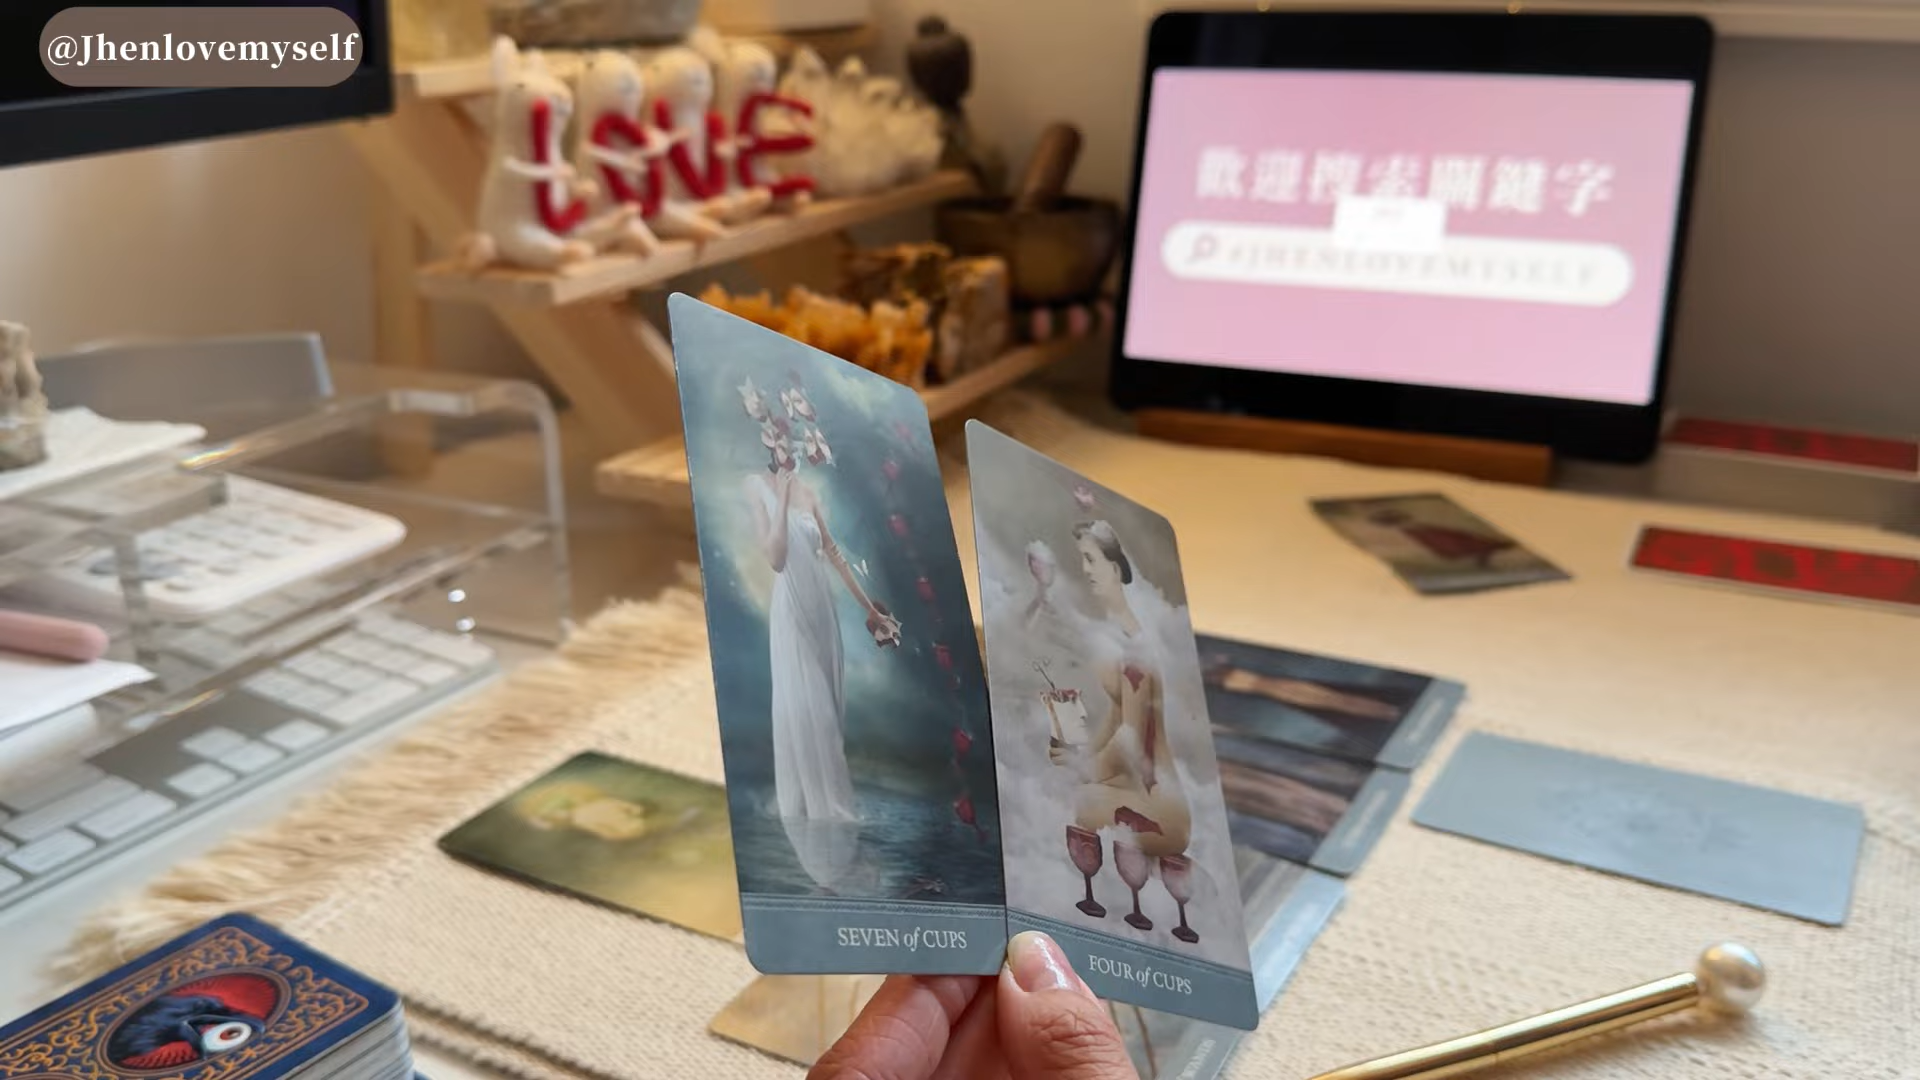 @Jhenlovemyself
LOVE
歡迎搜索關鍵字
#JHENLOVEMYSELF
SEVEN of CUPS
FOUR of CUPS